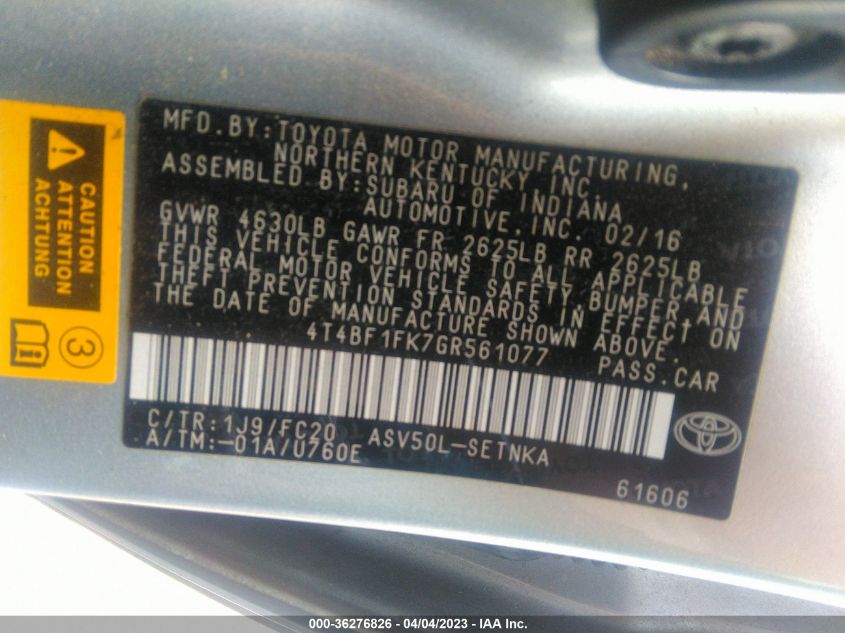 CAUTION
ATTENTION
ACHTUNG
3
MFD.BY:TOYOTA MOTOR MANUFACTURING,
NORTHERN KENTUCKY INC.
ASSEMBLED BY:SUBARU OF INDIANA
AUTOMOTIVE,INC. 02/16
GVWR 4630LB GAWR FR 2625LB RR 2625LB
THIS VEHICLE CONFORMS TO ALL APPLICABLE
FEDERAL MOTOR VEHICLE SAFETY,BUMPER,AND
THEFT PREVENTION STANDARDS IN EFFECT ON
THE DATE OF MANUFACTURE SHOWN ABOVE.
4T4BF1FK7GR561077 PASS.CAR
C/TR:1J9/FC20 ASV50L-SETNKA
A/TM:-01A/U760E
61606
000-36276826 - 04/04/2023 - IAA Inc.